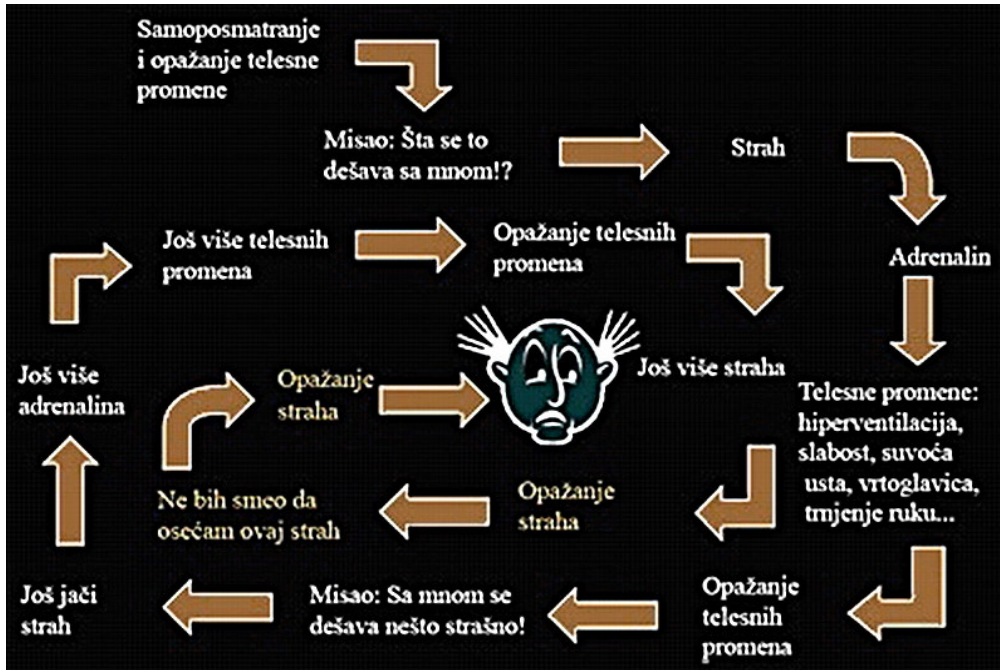 Samoposmatranje
i opažanje telesne
promene
Misao: Šta se to
dešava sa mnom!?
Strah
Adrenalin
Telesne promene:
hiperventilacija,
slabost, suvoća
usta, vrtoglavica,
trnjenje ruku...
Opažanje
telesnih
promena
Misao: Sa mnom se
dešava nešto strašno!
Još jači
strah
Još više
adrenalina
Još više telesnih
promena
Opažanje telesnih
promena
Još više straha
Opažanje
straha
Ne bih smeo da
osećam ovaj strah
Opažanje
straha